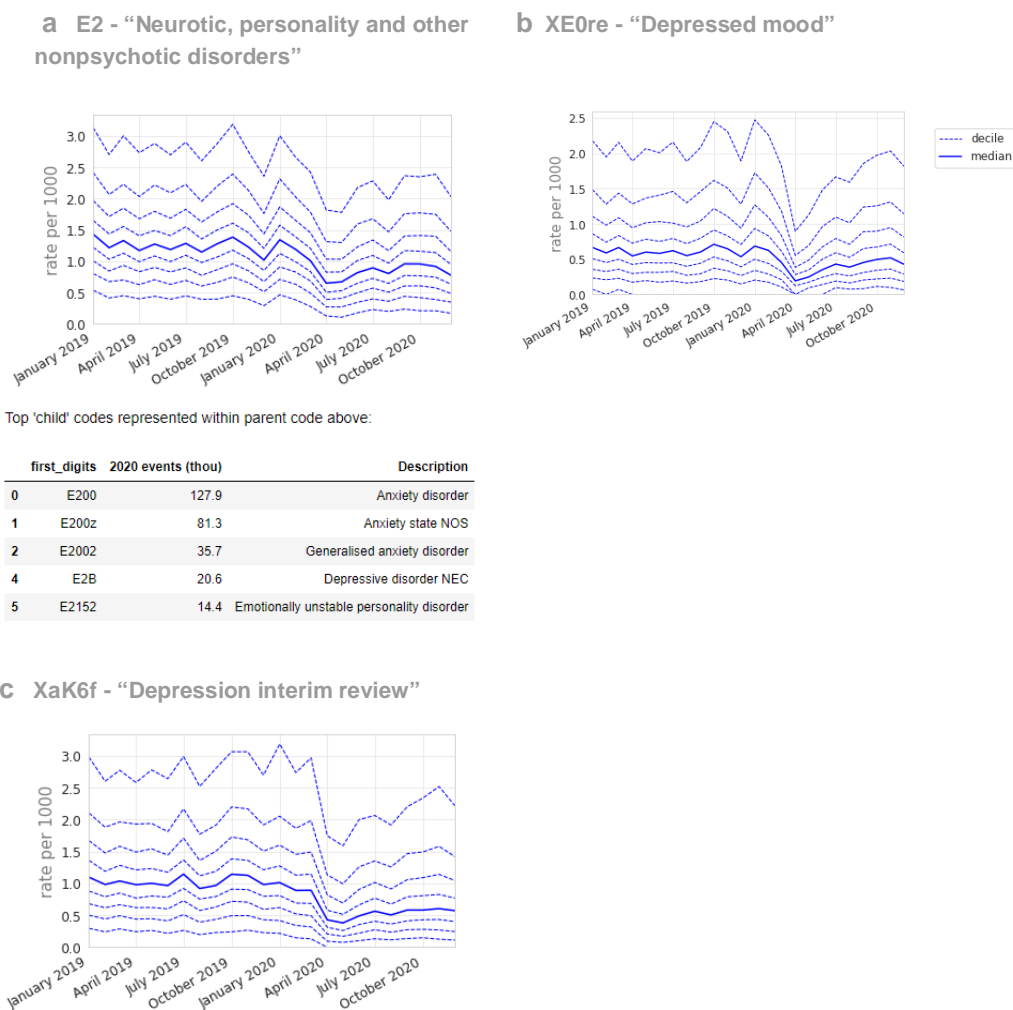 a E2 - “Neurotic, personality and other
nonpsychotic disorders”
rate per 1000
3.0
2.5
2.0
1.5
1.0
0.5
0.0
January 2019
April 2019
July 2019
October 2019
January 2020
April 2020
July 2020
October 2020
b XE0re - “Depressed mood”
rate per 1000
2.5
2.0
1.5
1.0
0.5
0.0
January 2019
April 2019
July 2019
October 2019
January 2020
April 2020
July 2020
October 2020
decile
median
Top 'child' codes represented within parent code above:
first_digits 2020 events (thou) Description
0 E200 127.9 Anxiety disorder
1 E200z 81.3 Anxiety state NOS
2 E2002 35.7 Generalised anxiety disorder
4 E2B 20.6 Depressive disorder NEC
5 E2152 14.4 Emotionally unstable personality disorder
c XaK6f - “Depression interim review”
rate per 1000
3.0
2.5
2.0
1.5
1.0
0.5
0.0
January 2019
April 2019
July 2019
October 2019
January 2020
April 2020
July 2020
October 2020